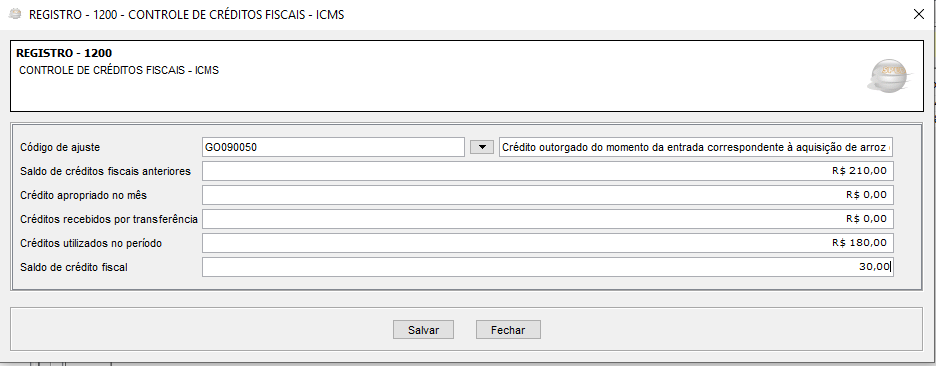 REGISTRO - 1200 - CONTROLE DE CRÉDITOS FISCAIS - ICMS
REGISTRO - 1200
CONTROLE DE CRÉDITOS FISCAIS - ICMS
Código de ajuste GO090050 Crédito outorgado do momento da entrada correspondente à aquisição de arroz
Saldo de créditos fiscais anteriores R$ 210,00
Crédito apropriado no mês R$ 0,00
Créditos recebidos por transferência R$ 0,00
Créditos utilizados no período R$ 180,00
Saldo de crédito fiscal 30,00
Salvar Fechar